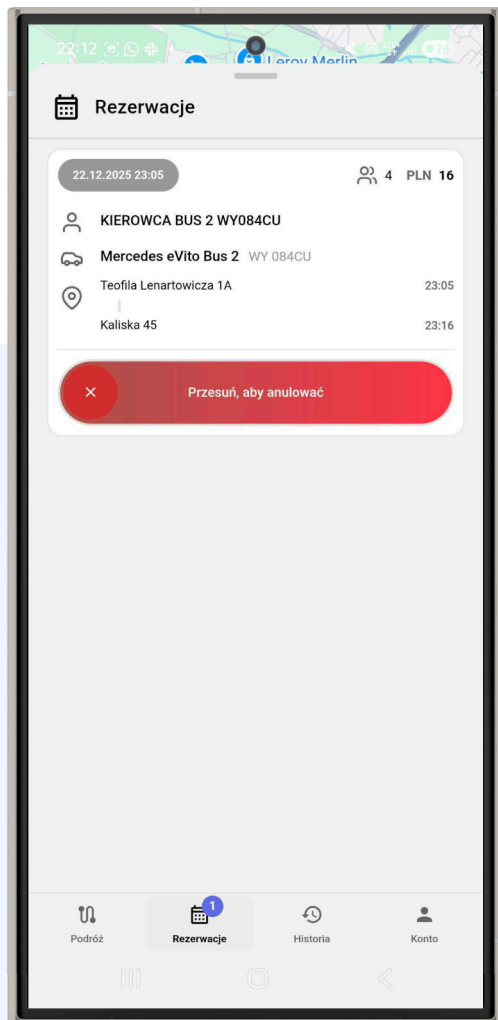 22:12
Leroy Merlin
Rezerwacje
22.12.2025 23:05
4 PLN 16
KIEROWCA BUS 2 WY084CU
Mercedes eVito Bus 2 WY 084CU
Teofila Lenartowicza 1A 23:05
Kaliska 45 23:16
Przesuń, aby anulować
1
Podróż Rezerwacje Historia Konto